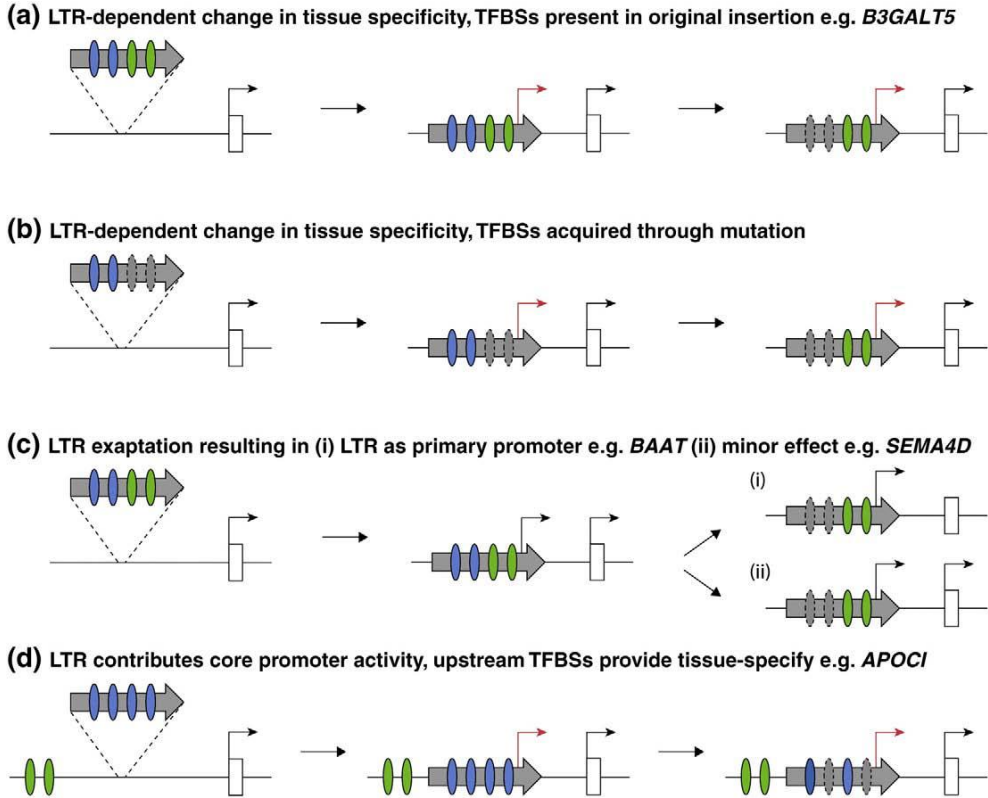 (a) LTR-dependent change in tissue specificity, TFBSs present in original insertion e.g. B3GALT5
(b) LTR-dependent change in tissue specificity, TFBSs acquired through mutation
(c) LTR exaptation resulting in (i) LTR as primary promoter e.g. BAAT (ii) minor effect e.g. SEMA4D
(i)
(ii)
(d) LTR contributes core promoter activity, upstream TFBSs provide tissue-specify e.g. APOCI